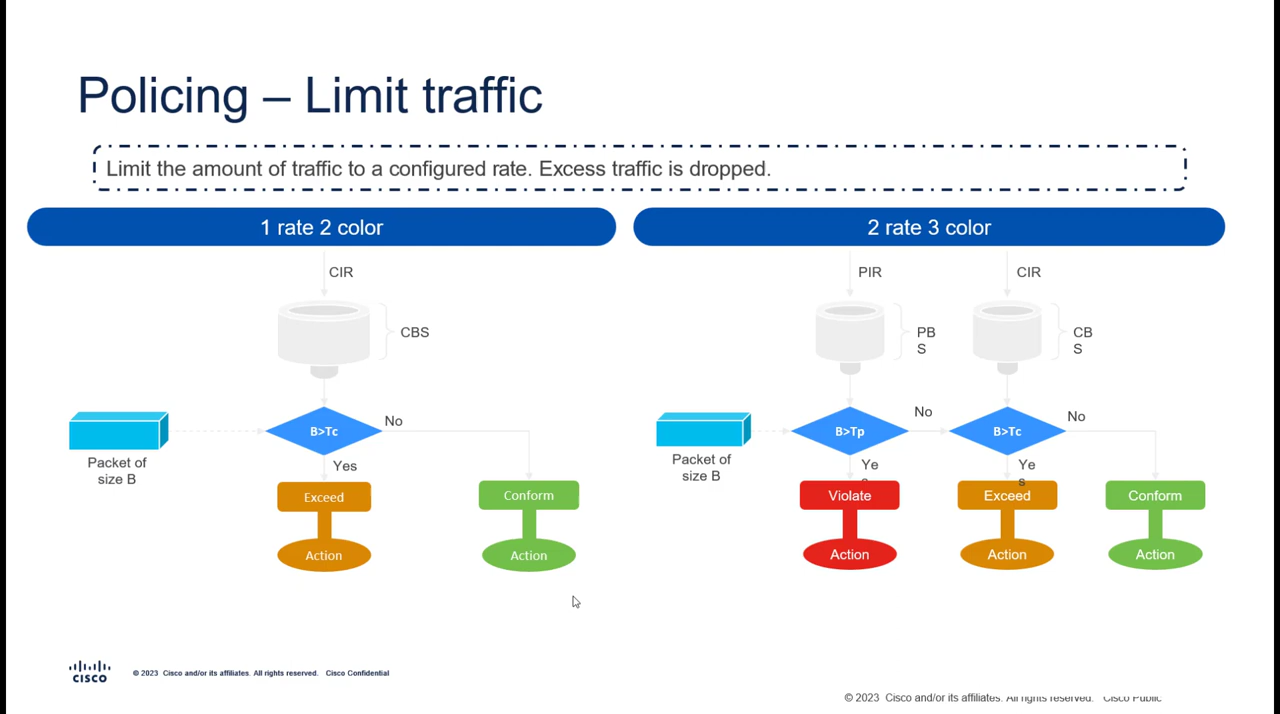 Policing – Limit traffic
Limit the amount of traffic to a configured rate. Excess traffic is dropped.
1 rate 2 color
CIR
CBS
B>Tc
No
Yes
Packet of
size B
Exceed
Conform
Action
Action
2 rate 3 color
PIR
CIR
PB
S
CB
S
B>Tp
No
B>Tc
No
Packet of
size B
Ye
s
Ye
s
Violate
Exceed
Conform
Action
Action
Action
CISCO
© 2023 Cisco and/or its affiliates. All rights reserved. Cisco Confidential
© 2023 Cisco and/or its affiliates. All rights reserved. Cisco Public